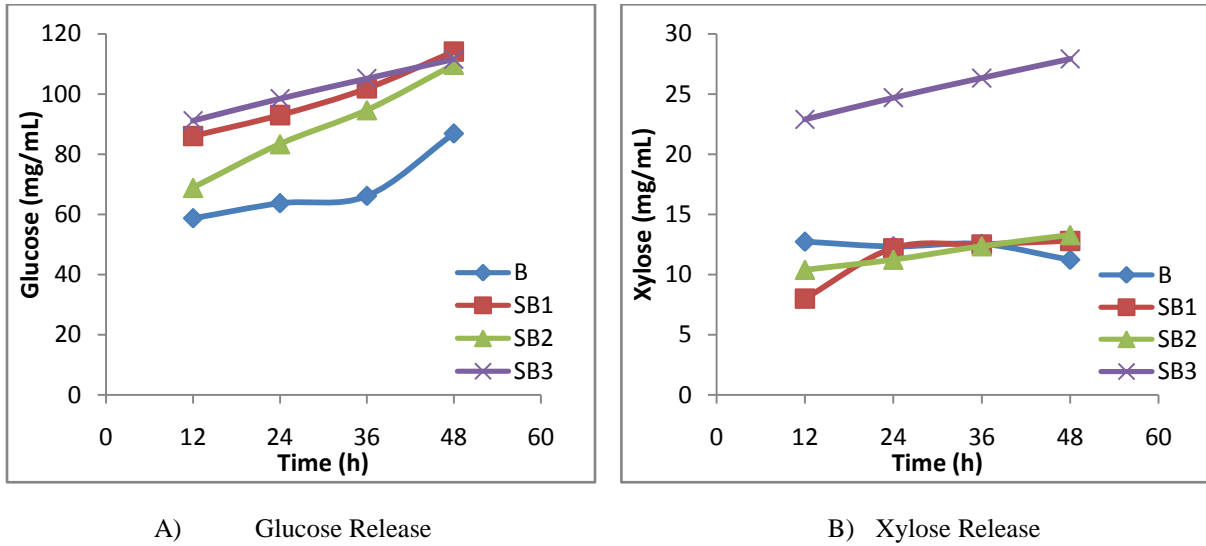 120
100
80
60
40
20
0
Glucose (mg/mL)
0 12 24 36 48 60
Time (h)
B
SB1
SB2
SB3
30
25
20
15
10
5
0
Xylose (mg/mL)
0 12 24 36 48 60
Time (h)
B
SB1
SB2
SB3
A) Glucose Release
B) Xylose Release